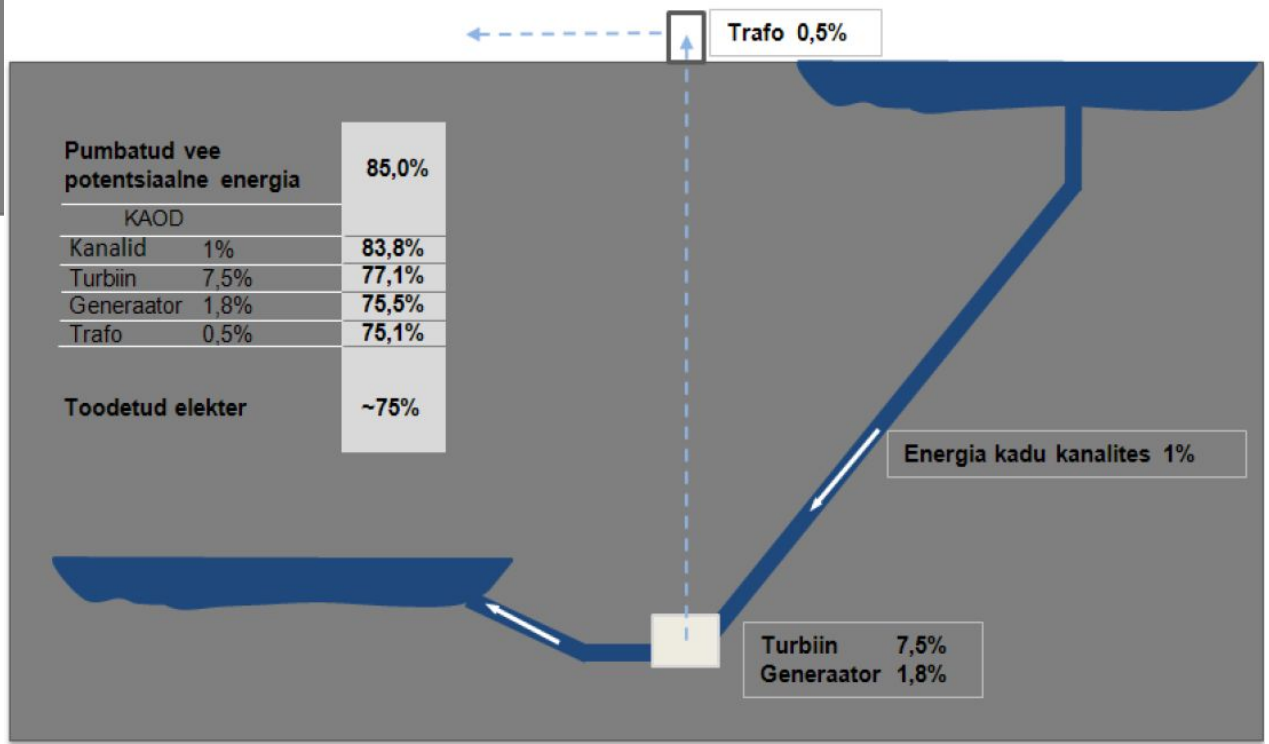 Trafo 0,5%
Pumbatud vee
potentsiaalne energia 85,0%
KAOD
Kanalid 1% 83,8%
Turbiin 7,5% 77,1%
Generaator 1,8% 75,5%
Trafo 0,5% 75,1%
Toodetud elekter ~75%
Energia kadu kanalites 1%
Turbiin 7,5%
Generaator 1,8%